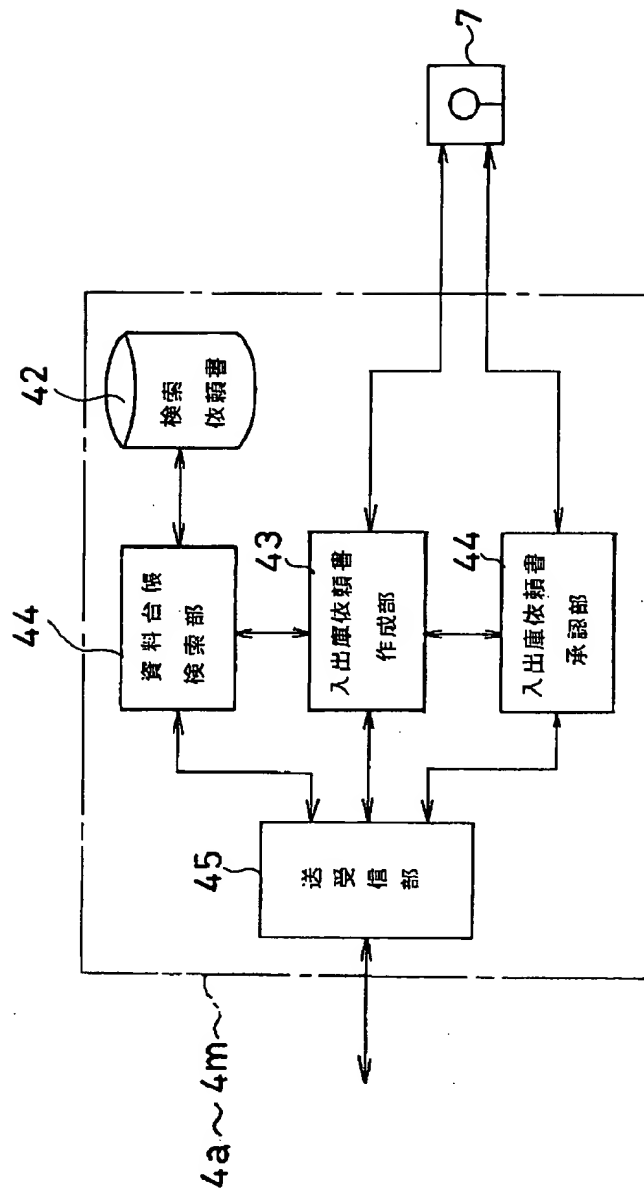 44
資料台帳
検索部
42
検索
依頼書
43
入出庫依頼書
作成部
44
入出庫依頼書
承認部
45
送受信部
7
4a～4m